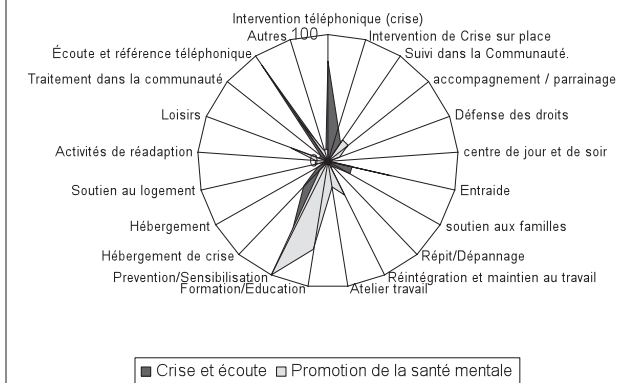 Intervention téléphonique (crise)
Autres 100 Intervention de Crise sur place
Écoute et référence téléphonique Suivi dans la Communauté.
Traitement dans la communauté accompagnement / parrainage
Loisirs Défense des droits
Activités de réadaption 0 centre de jour et de soir
Soutien au logement Entraide
Hébergement soutien aux familles
Hébergement de crise Répit/Dépannage
Prevention/Sensibilisation Réintégration et maintien au travail
Formation/Education Atelier travail
Crise et écoute Promotion de la santé mentale